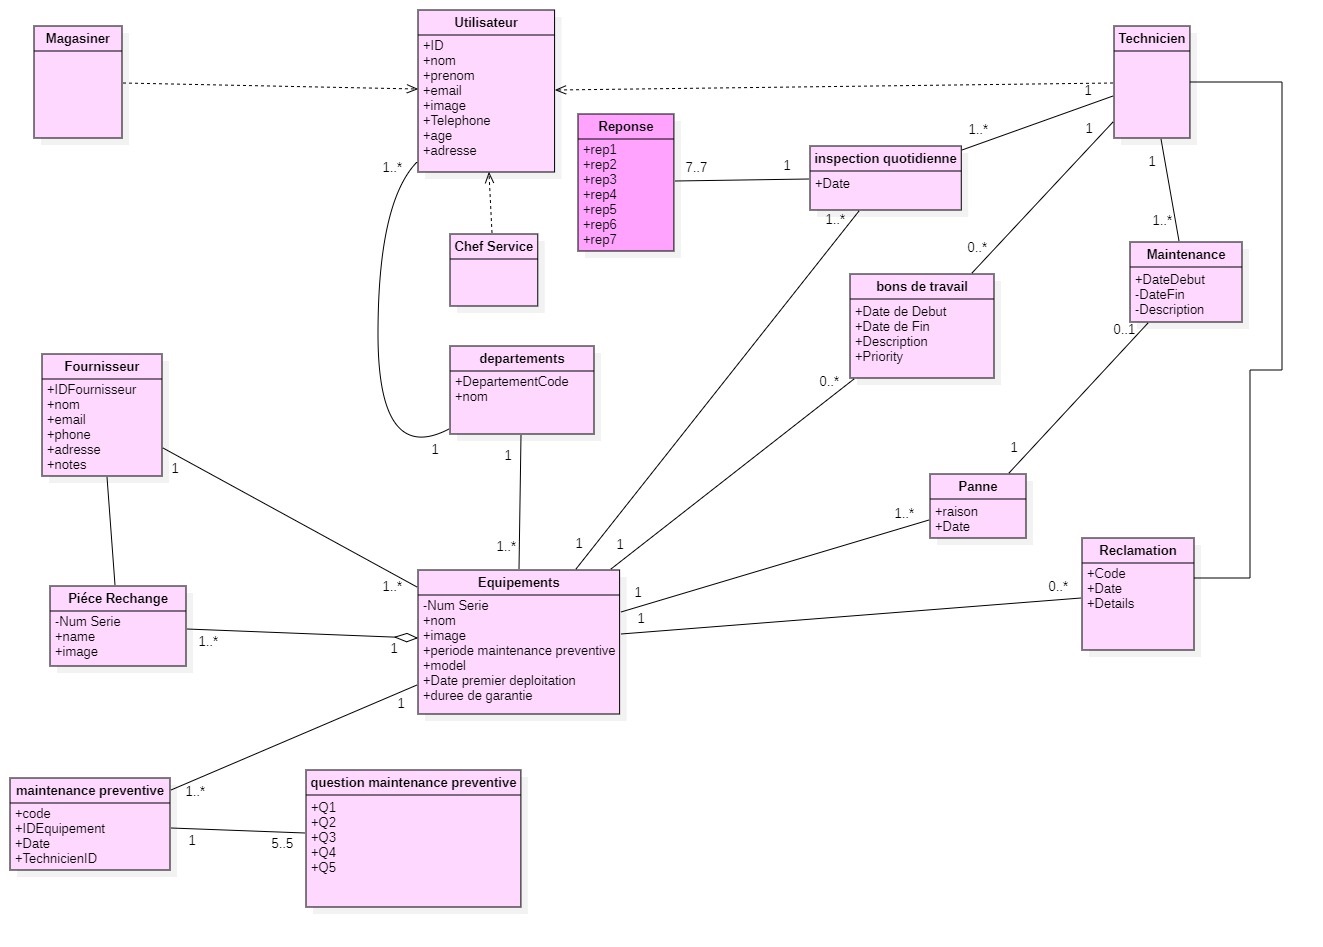 Magasiner
Utilisateur
+ID
+nom
+prenom
+email
+image
+Telephone
+age
+adresse
Technicien
1
1..*
1
1
1..*
0..*
Reponse
+rep1
+rep2
+rep3
+rep4
+rep5
+rep6
+rep7
7..7
1
inspection quotidienne
+Date
1..*
1..*
Chef Service
Maintenance
+DateDebut
-DateFin
-Description
0..1
bons de travail
+Date de Debut
+Date de Fin
+Description
+Priority
0..*
departements
+DepartementCode
+nom
1
1
1..*
Fournisseur
+IDFournisseur
+nom
+email
+phone
+adresse
+notes
1
1..*
1
Panne
+raison
+Date
1..*
1
1
1
1
Reclamation
+Code
+Date
+Details
0..*
Equipements
-Num Serie
+nom
+image
+periode maintenance preventive
+model
+Date premier deploitation
+duree de garantie
Piéce Rechange
-Num Serie
+name
+image
1..*
1
1
1..*
maintenance preventive
+code
+IDEquipement
+Date
+TechnicienID
1
5..5
question maintenance preventive
+Q1
+Q2
+Q3
+Q4
+Q5